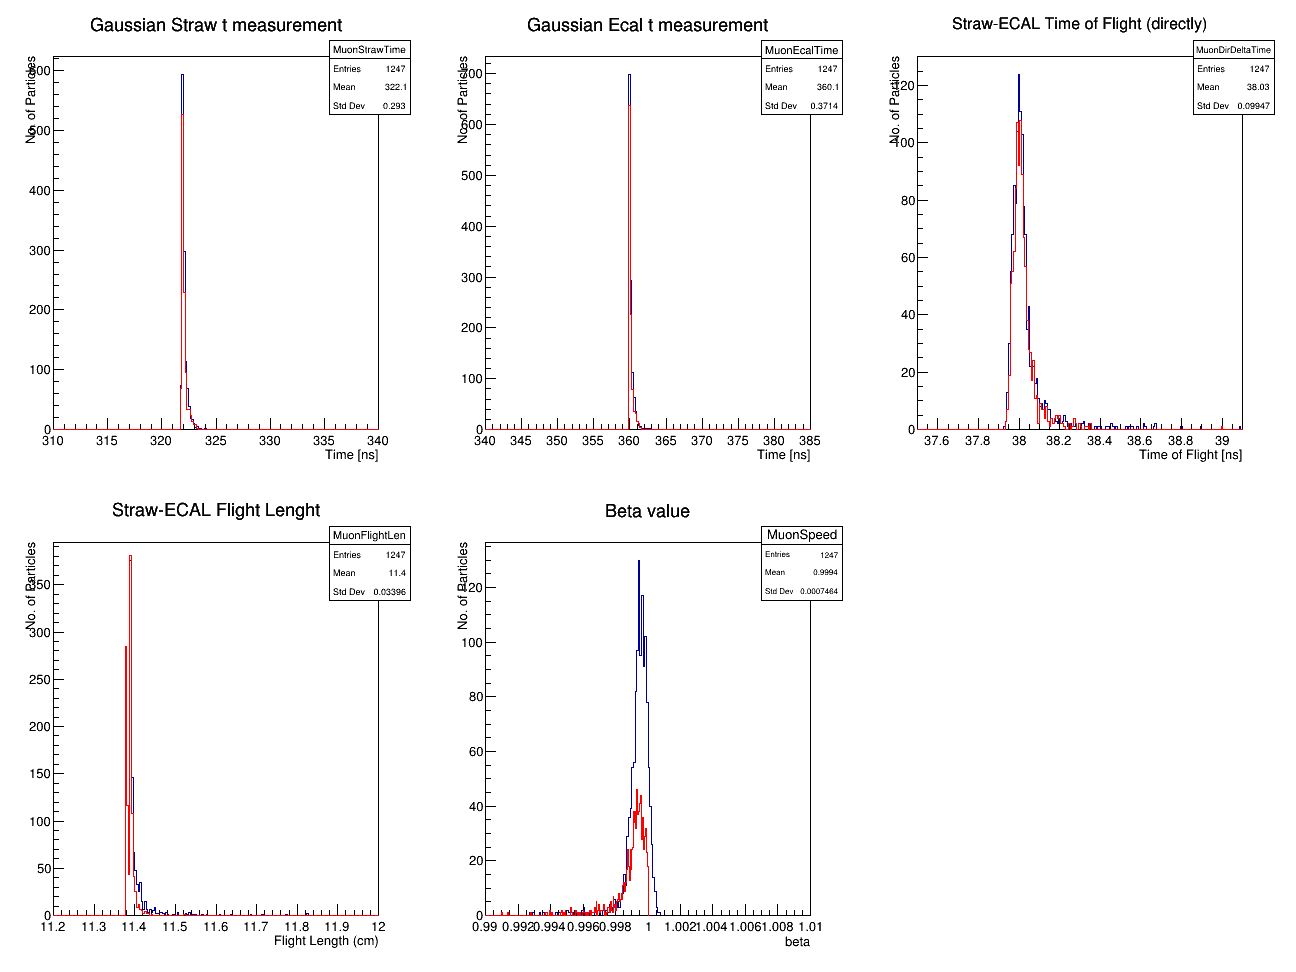 Gaussian Straw t measurement
No. of Particles
MuonStrawTime
Entries 1247
Mean 322.1
Std Dev 0.293
600
500
400
300
200
100
0
310 315 320 325 330 335 340
Time [ns]
Gaussian Ecal t measurement
No. of Particles
MuonEcalTime
Entries 1247
Mean 360.1
Std Dev 0.3714
700
600
500
400
300
200
100
0
340 345 350 355 360 365 370 375 380 385
Time [ns]
Straw-ECAL Time of Flight (directly)
No. of Particles
MuonDirDeltaTime
Entries 1247
Mean 38.03
Std Dev 0.09947
120
100
80
60
40
20
0
37.6 37.8 38 38.2 38.4 38.6 38.8 39
Time of Flight [ns]
Straw-ECAL Flight Lenght
No. of Particles
MuonFlightLen
Entries 1247
Mean 11.4
Std Dev 0.03396
350
300
250
200
150
100
50
0
11.2 11.3 11.4 11.5 11.6 11.7 11.8 11.9 12
Flight Length (cm)
Beta value
No. of Particles
MuonSpeed
Entries 1247
Mean 0.9994
Std Dev 0.0007464
120
100
80
60
40
20
0
0.99 0.992 0.994 0.996 0.998 1 1.002 1.004 1.006 1.008 1.01
beta